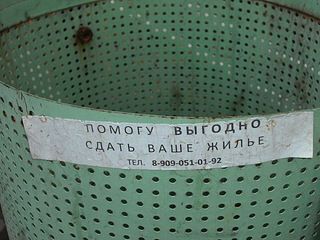 ПОМОГУ ВЫГОДНО
СДАТЬ ВАШЕ ЖИЛЬЕ
ТЕЛ. 8-909-051-01-92